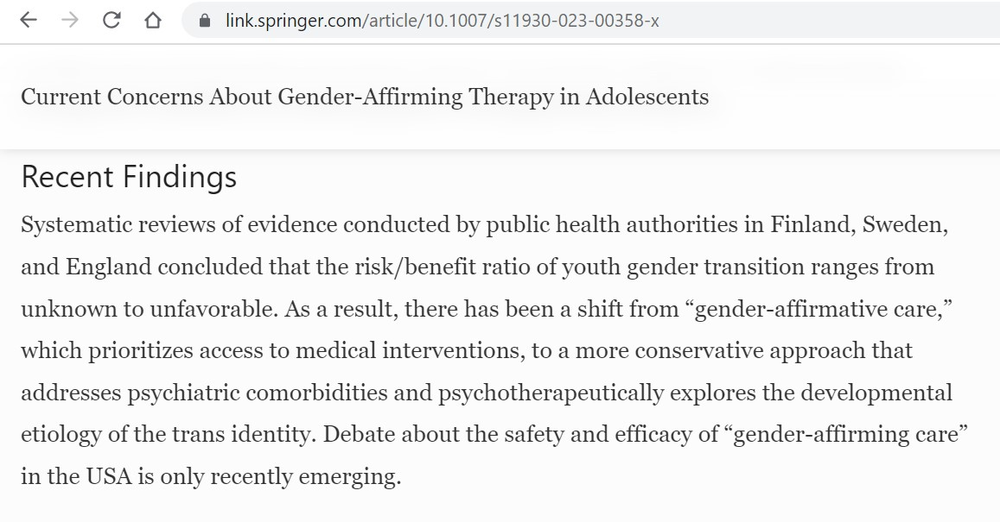 link.springer.com/article/10.1007/s11930-023-00358-x
Current Concerns About Gender-Affirming Therapy in Adolescents
Recent Findings
Systematic reviews of evidence conducted by public health authorities in Finland, Sweden,
and England concluded that the risk/benefit ratio of youth gender transition ranges from
unknown to unfavorable. As a result, there has been a shift from “gender-affirmative care,”
which prioritizes access to medical interventions, to a more conservative approach that
addresses psychiatric comorbidities and psychotherapeutically explores the developmental
etiology of the trans identity. Debate about the safety and efficacy of “gender-affirming care”
in the USA is only recently emerging.